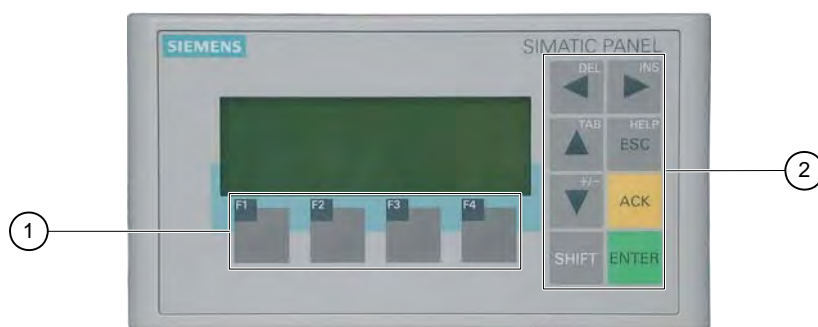 SIEMENS
SIMATIC PANEL
DEL
INS
TAB
HELP
ESC
+/-
ACK
SHIFT
ENTER
F1
F2
F3
F4
1
2